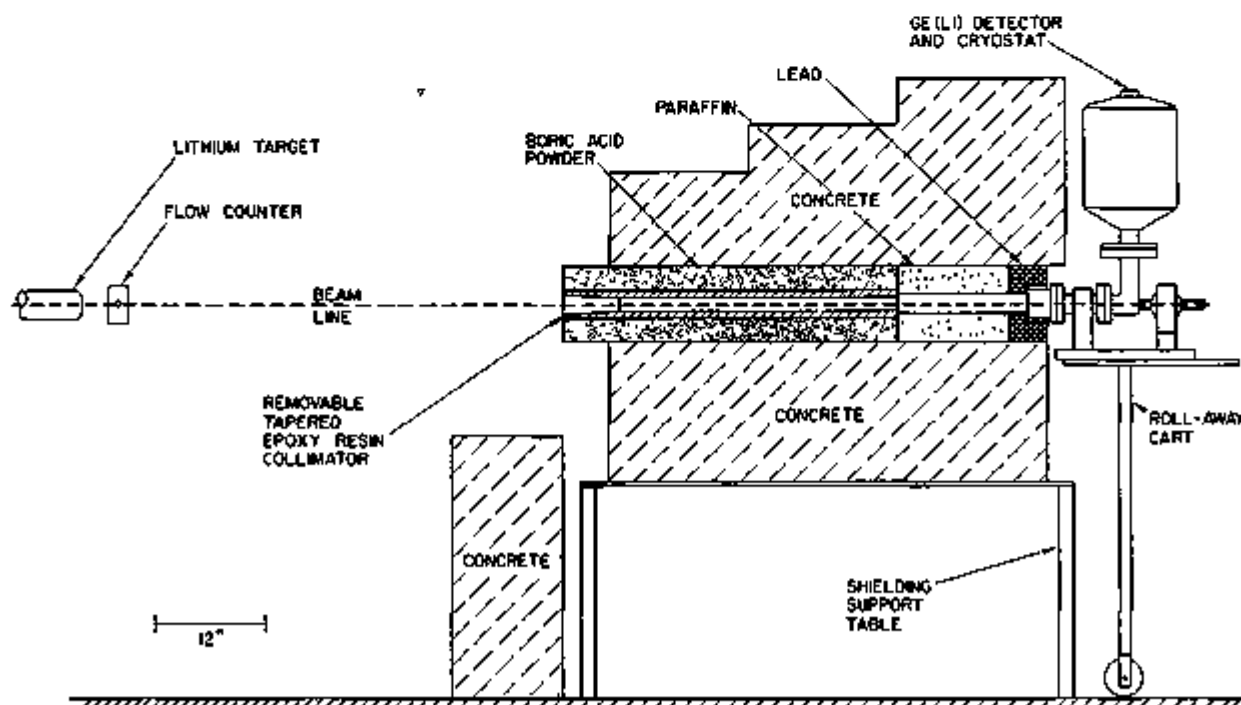 GE(LI) DETECTOR
AND CRYOSTAT
LEAD
PARAFFIN
LITHIUM TARGET
BORIC ACID
POWDER
FLOW COUNTER
CONCRETE
BEAM
LINE
REMOVABLE
TAPERED
EPOXY RESIN
COLLIMATOR
CONCRETE
ROLL-AWAY
CART
CONCRETE
SHIELDING
SUPPORT
TABLE
12"